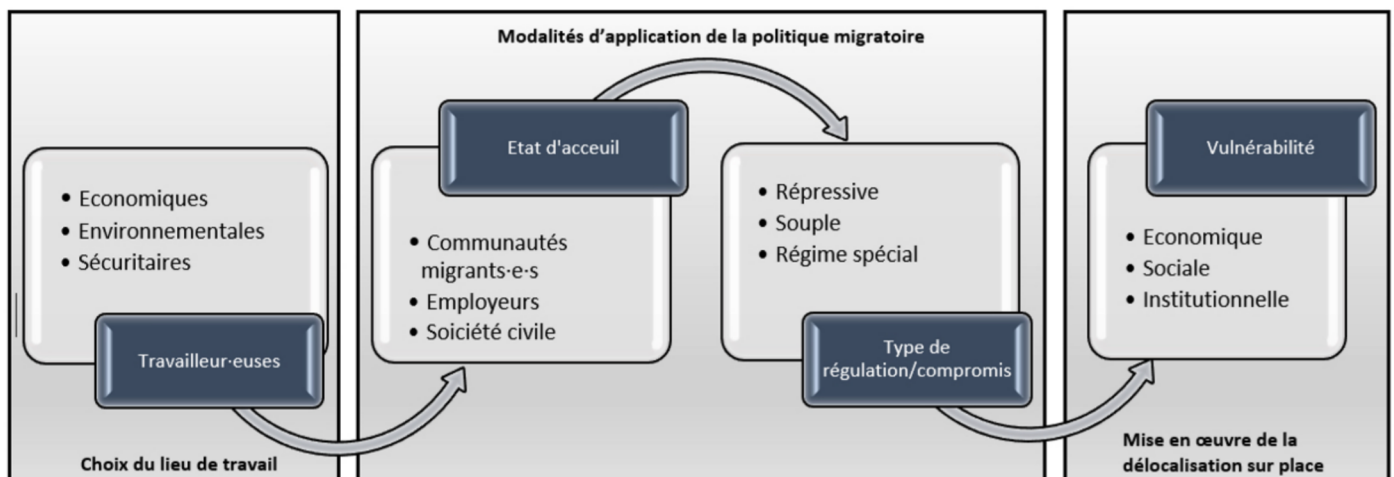 Economiques
Environnementales
Sécuritaires
Travailleur·euses
Choix du lieu de travail
Modalités d’application de la politique migratoire
Etat d'acceuil
Communautés
migrants·e·s
Employeurs
Soiciété civile
Répressive
Souple
Régime spécial
Type de
régulation/compromis
Vulnérabilité
Economique
Sociale
Institutionnelle
Mise en œuvre de la
délocalisation sur place